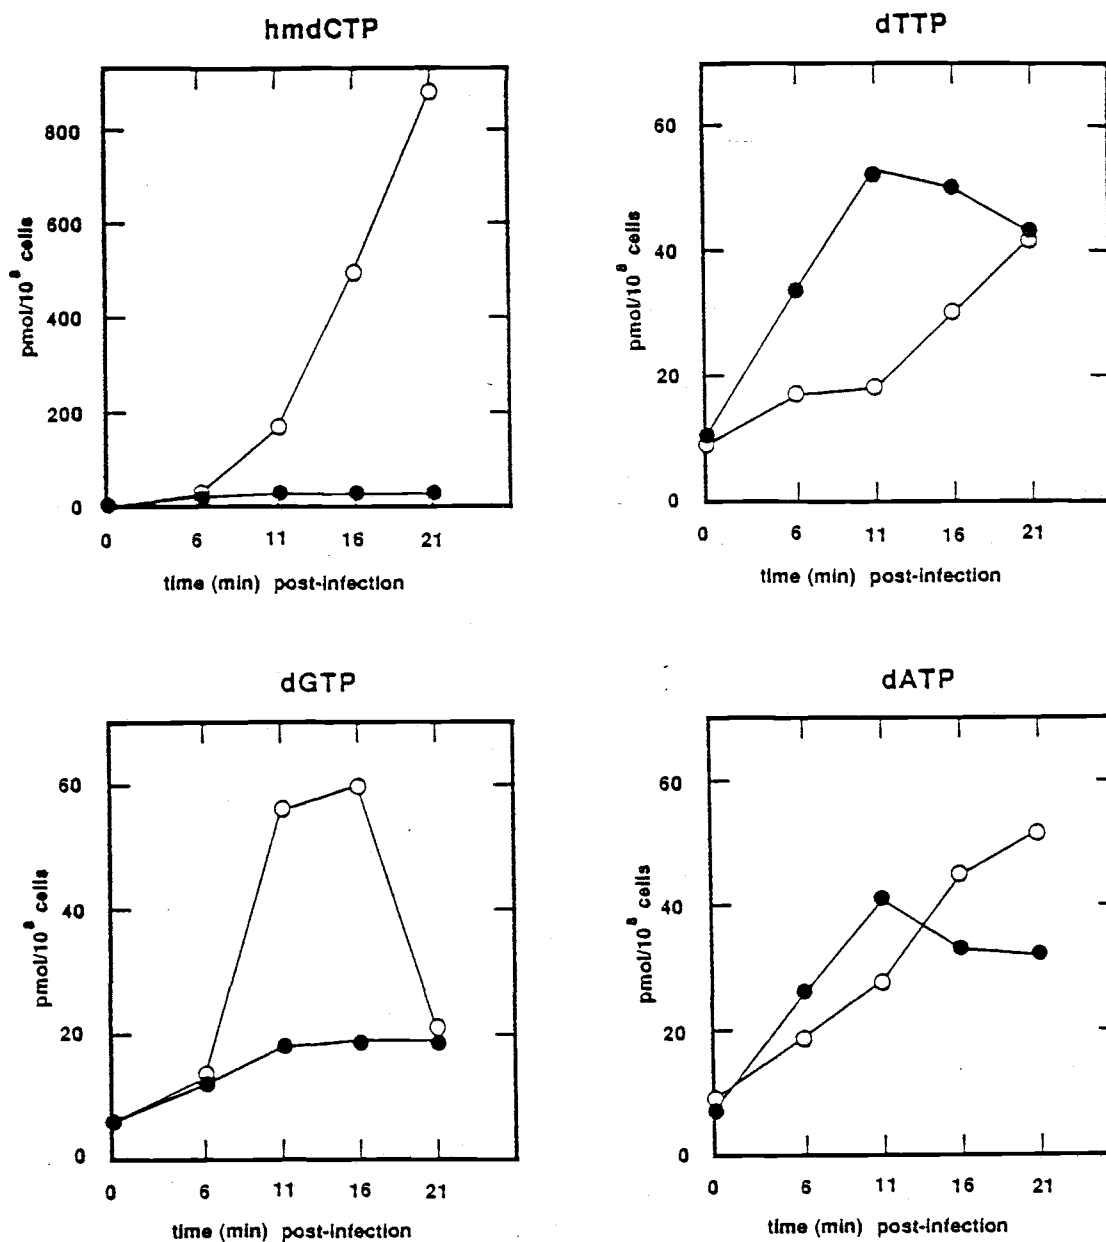 hmdCTP
800
600
400
200
0
pmol/10⁸ cells
0 6 11 16 21
time (min) post-infection
dTTP
60
40
20
0
pmol/10⁸ cells
0 6 11 16 21
time (min) post-infection
dGTP
60
40
20
0
pmol/10⁸ cells
0 6 11 16 21
time (min) post-infection
dATP
60
40
20
0
pmol/10⁸ cells
0 6 11 16 21
time (min) post-infection